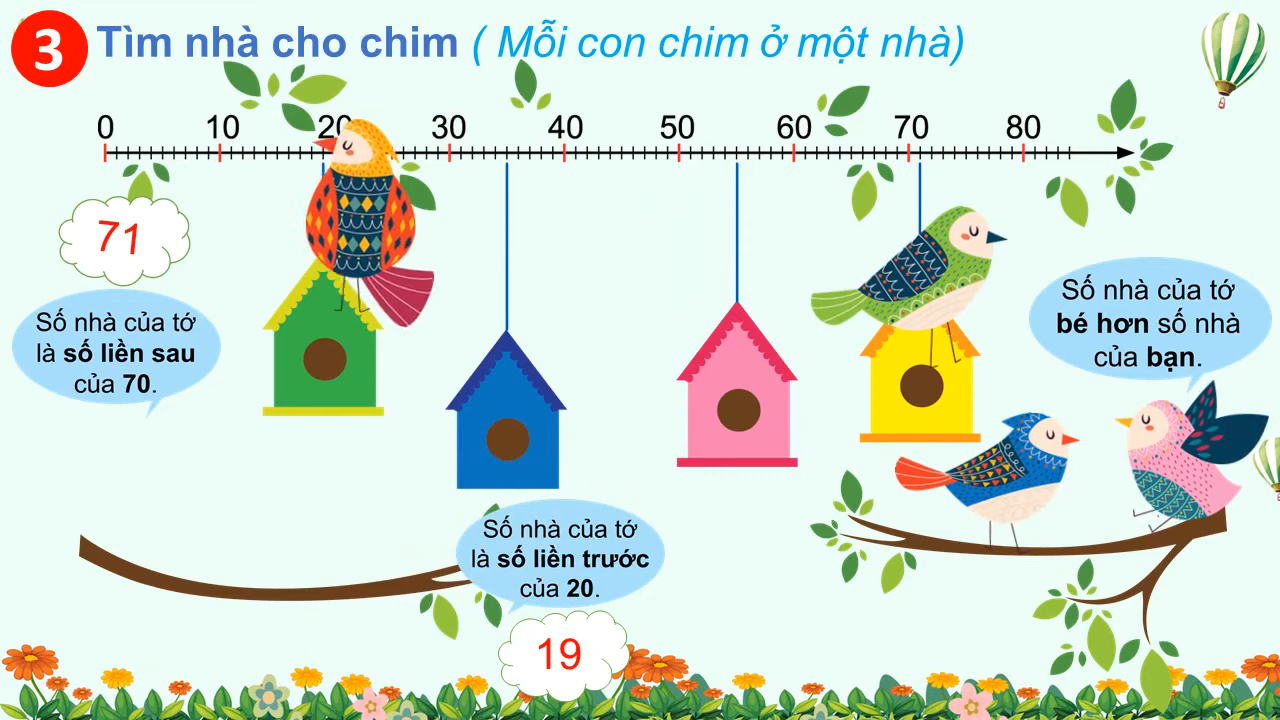 3 Tìm nhà cho chim ( Mỗi con chim ở một nhà)
0 10 20 30 40 50 60 70 80
71
Số nhà của tớ
là số liền sau
của 70.
Số nhà của tớ
bé hơn số nhà
của bạn.
Số nhà của tớ
là số liền trước
của 20.
19